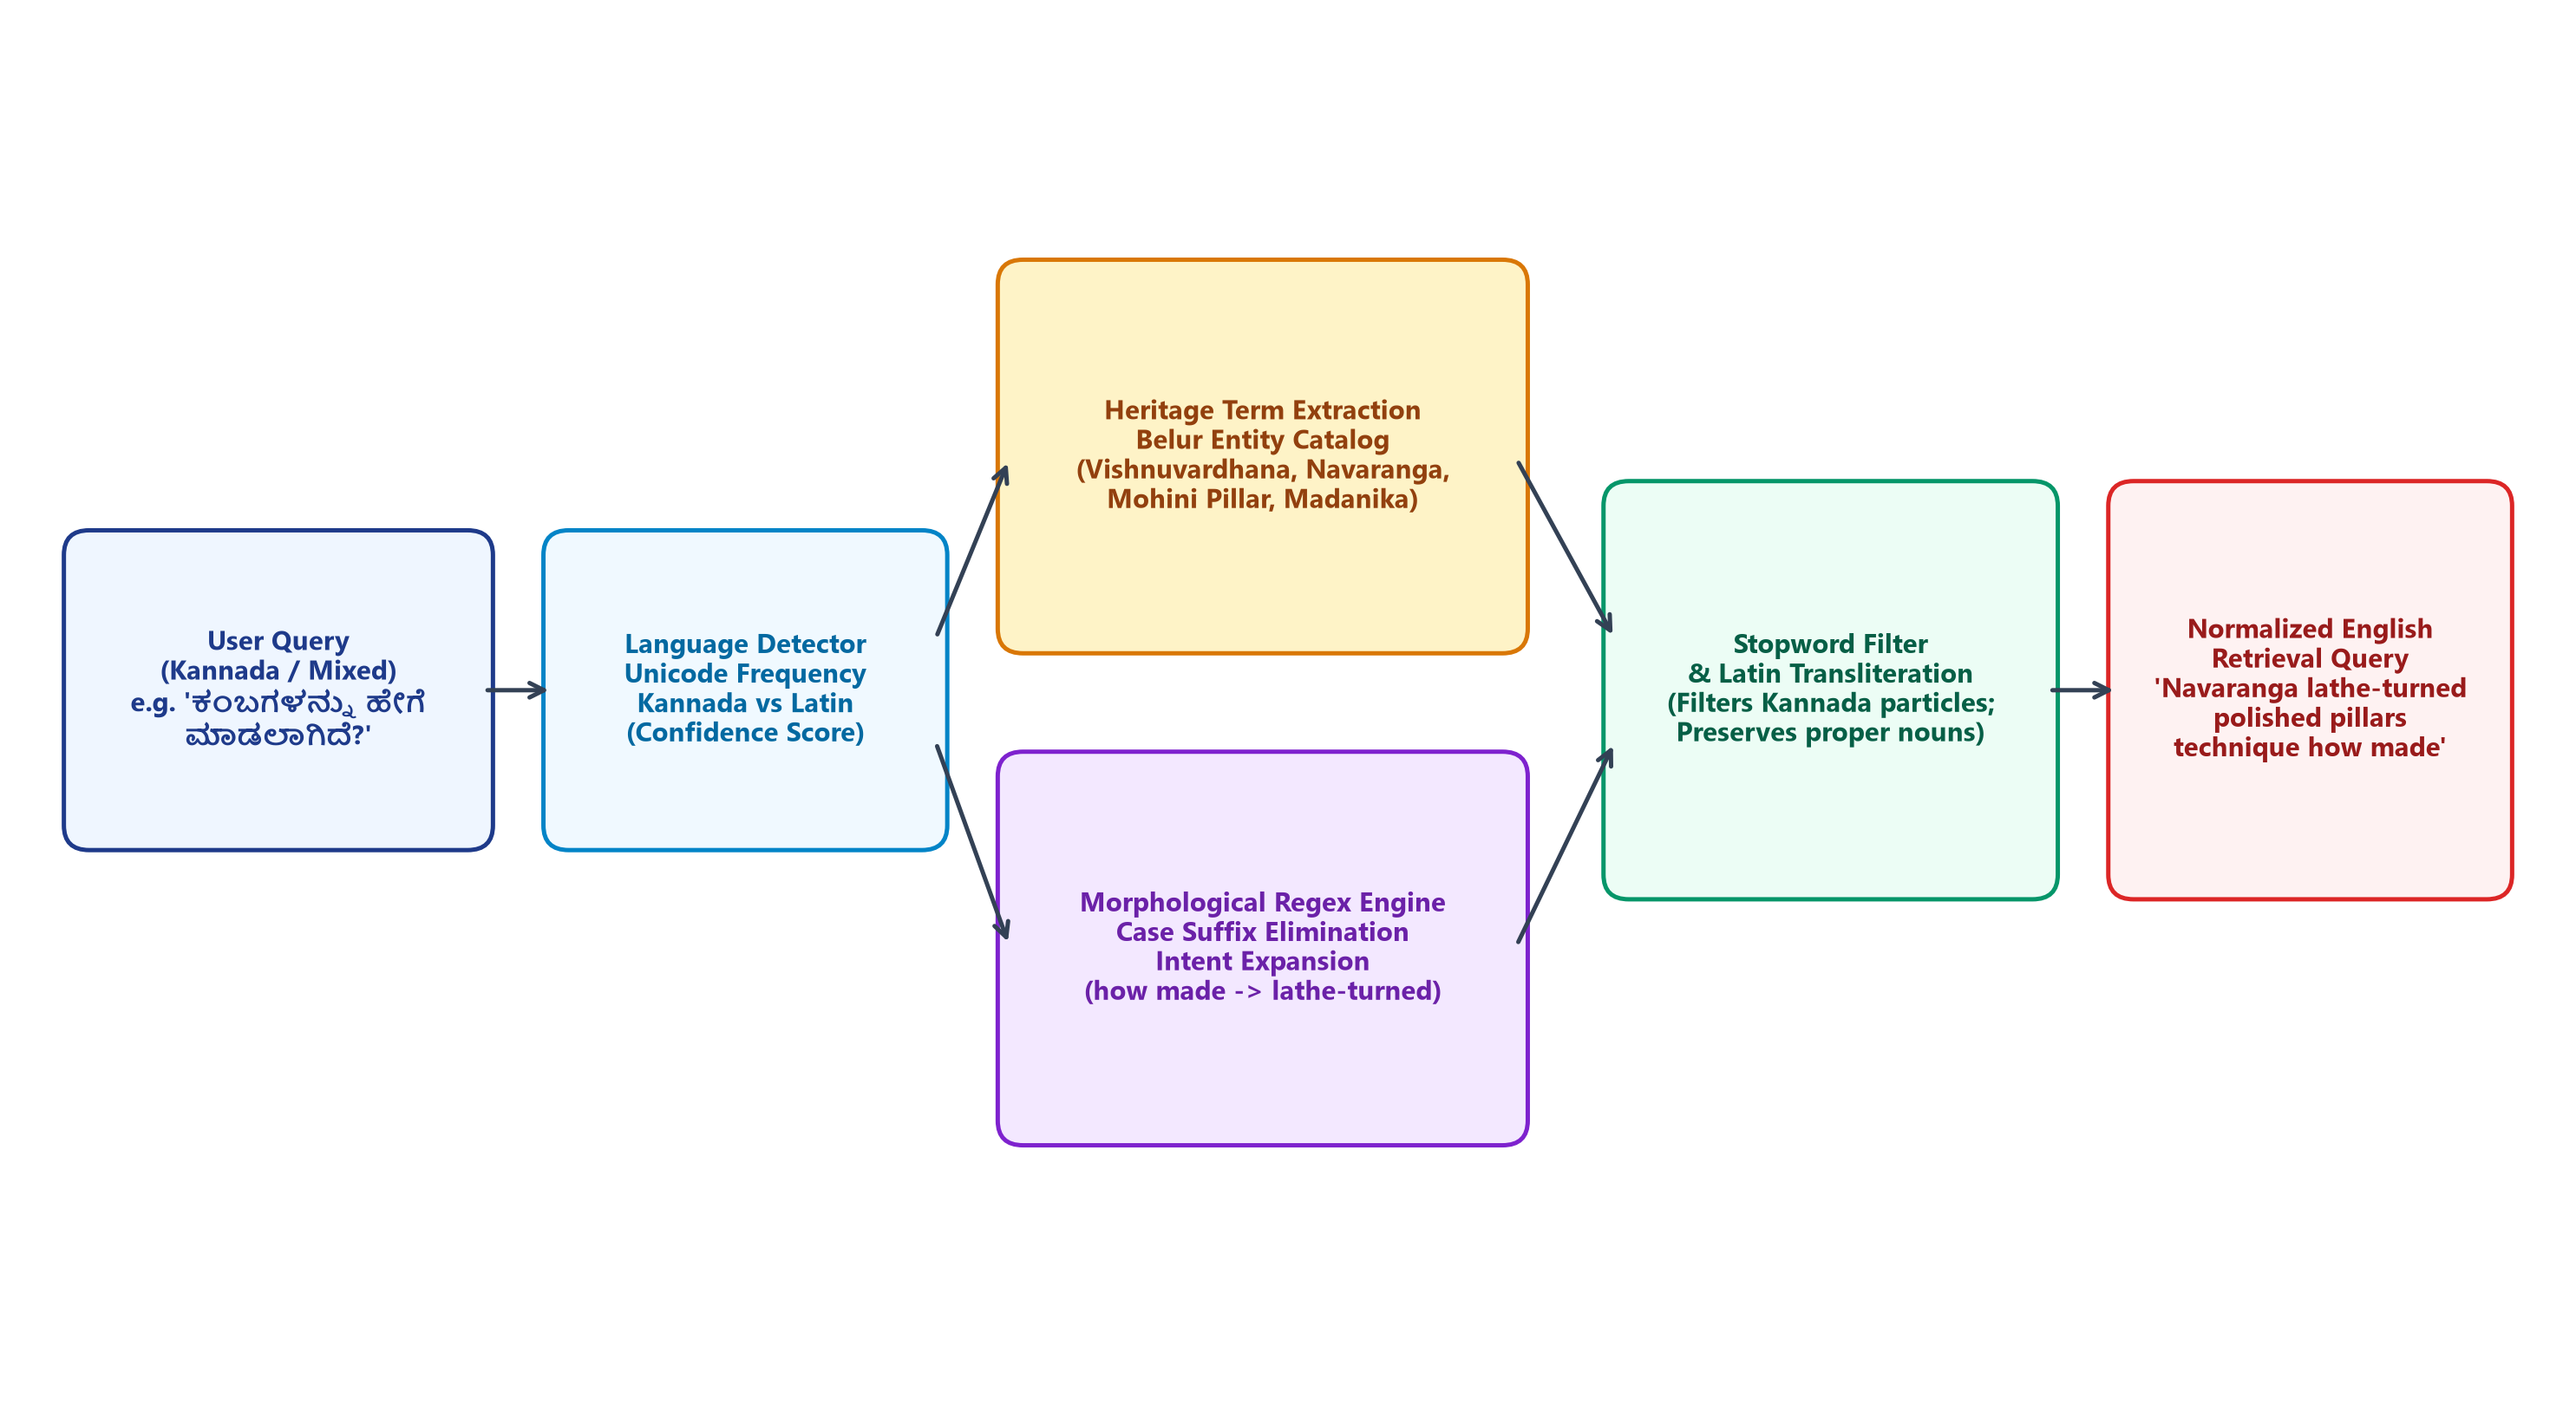 User Query
(Kannada / Mixed)
e.g. 'ಕಂಬಗಳನ್ನು ಹೇಗೆ
ಮಾಡಲಾಗಿದೆ?'
Language Detector
Unicode Frequency
Kannada vs Latin
(Confidence Score)
Heritage Term Extraction
Belur Entity Catalog
(Vishnuvardhana, Navaranga,
Mohini Pillar, Madanika)
Morphological Regex Engine
Case Suffix Elimination
Intent Expansion
(how made -> lathe-turned)
Stopword Filter
& Latin Transliteration
(Filters Kannada particles;
Preserves proper nouns)
Normalized English
Retrieval Query
'Navaranga lathe-turned
polished pillars
technique how made'